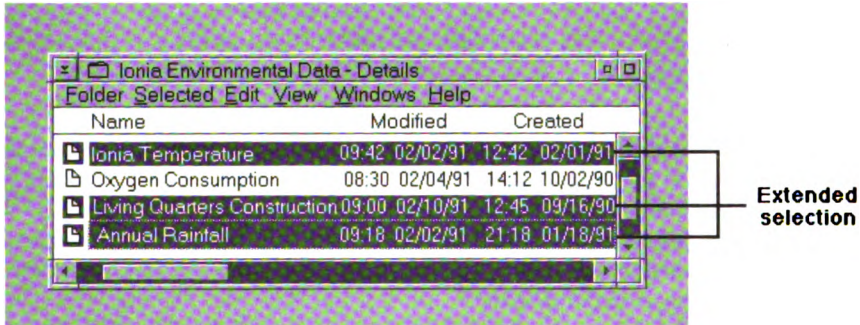 Ionia Environmental Data - Details
Folder Selected Edit View Windows Help
Name Modified Created
Ionia Temperature 09:42 02/02/91 12:42 02/01/91
Oxygen Consumption 08:30 02/04/91 14:12 10/02/90
Living Quarters Construction 09:00 02/10/91 12:45 09/16/90
Annual Rainfall 09:18 02/02/91 21:18 01/18/91
Extended
selection